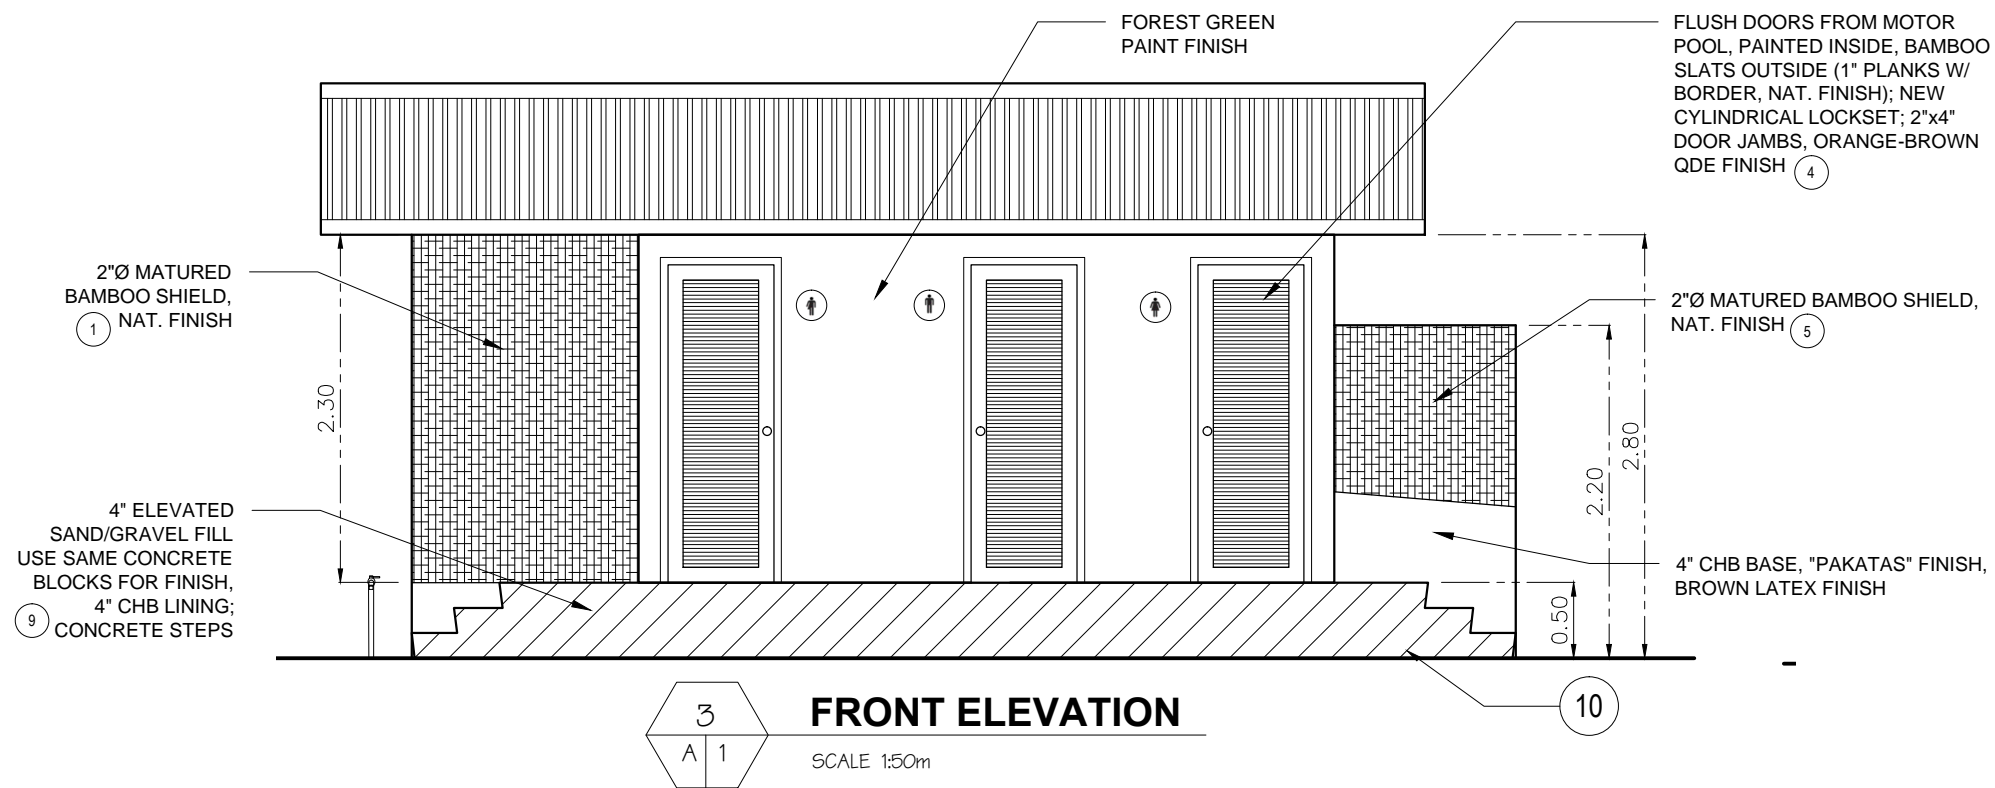 FOREST GREEN
PAINT FINISH
FLUSH DOORS FROM MOTOR
POOL, PAINTED INSIDE, BAMBOO
SLATS OUTSIDE (1" PLANKS W/
BORDER, NAT. FINISH); NEW
CYLINDRICAL LOCKSET; 2"x4"
DOOR JAMBS, ORANGE-BROWN
QDE FINISH 4
2"Ø MATURED
BAMBOO SHIELD,
1 NAT. FINISH
2.30
2"Ø MATURED BAMBOO SHIELD,
NAT. FINISH 5
2.80
2.20
0.50
4" ELEVATED
SAND/GRAVEL FILL
USE SAME CONCRETE
BLOCKS FOR FINISH,
4" CHB LINING;
9 CONCRETE STEPS
4" CHB BASE, "PAKATAS" FINISH,
BROWN LATEX FINISH
10
3
A 1
FRONT ELEVATION
SCALE 1:50m